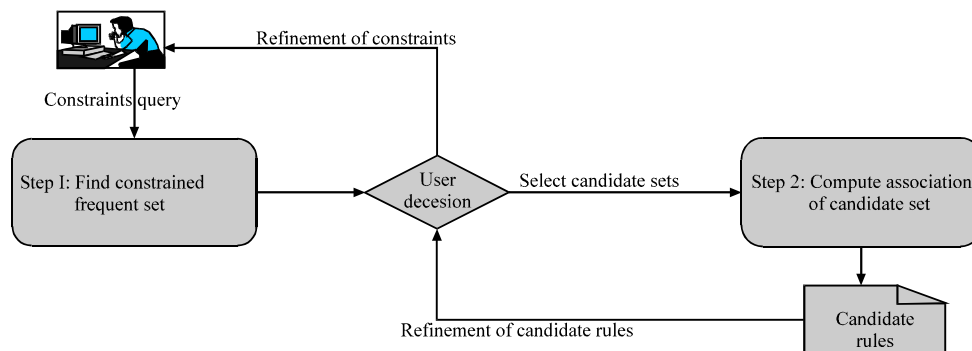 Refinement of constraints
Constraints query
Step I: Find constrained
frequent set
User
decesion
Select candidate sets
Step 2: Compute association
of candidate set
Refinement of candidate rules
Candidate
rules